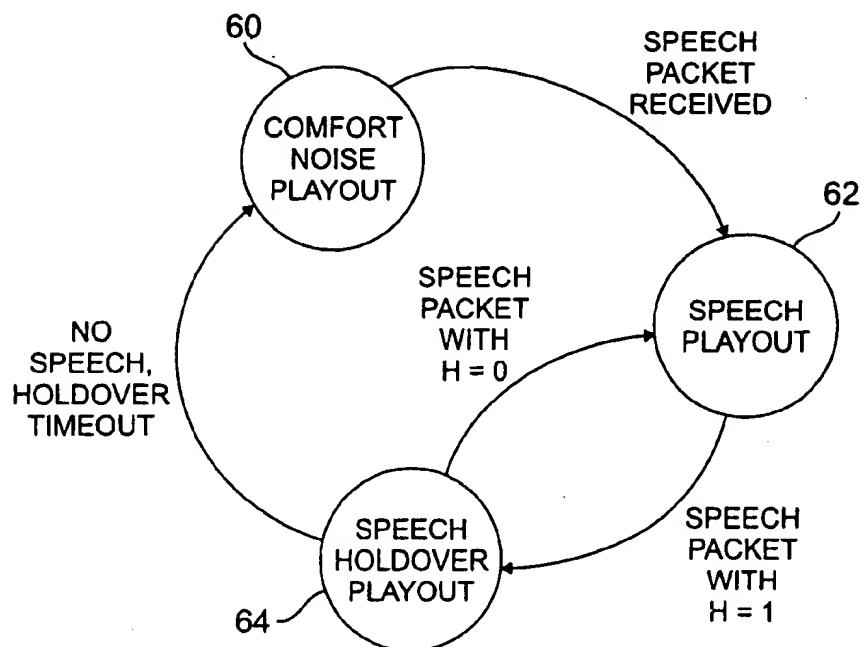 60
SPEECH
PACKET
RECEIVED
COMFORT
NOISE
PLAYOUT
62
SPEECH
PLAYOUT
SPEECH
PACKET
WITH
H = 0
NO
SPEECH,
HOLDOVER
TIMEOUT
SPEECH
HOLDOVER
PLAYOUT
64
SPEECH
PACKET
WITH
H = 1